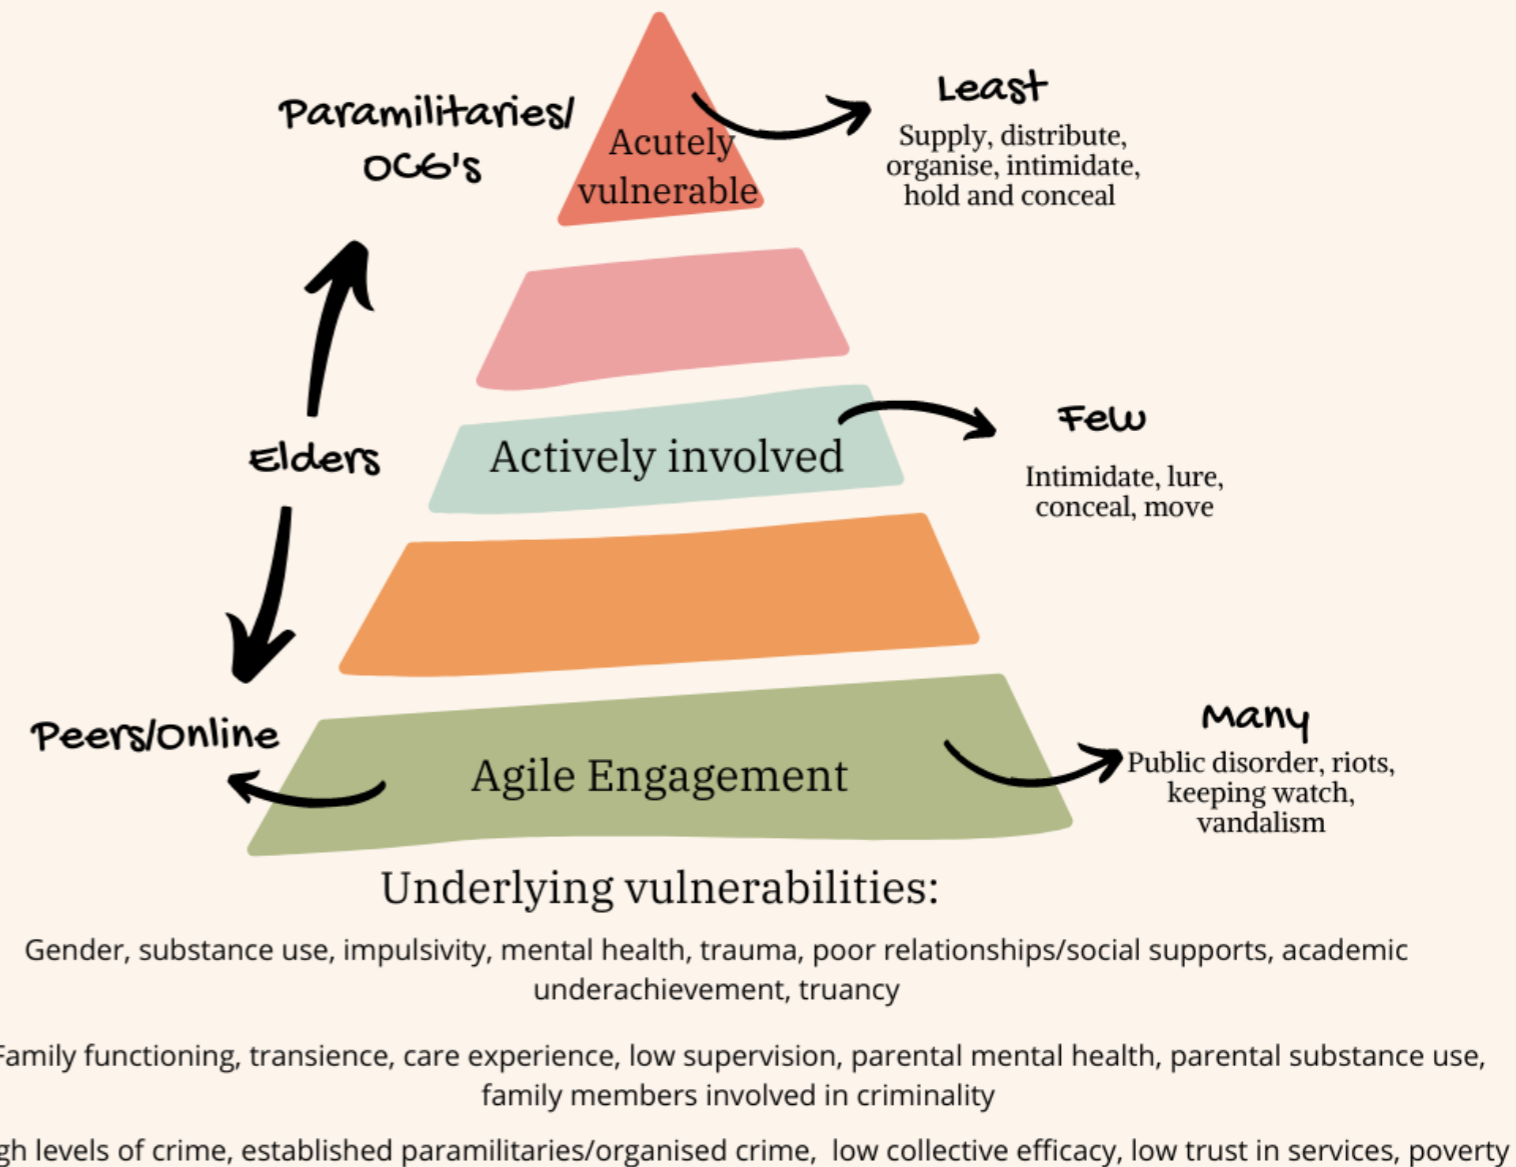 Least
Paramilitaries/
OCG's
Supply, distribute,
organise, intimidate,
hold and conceal
Acutely
vulnerable
Few
Elders
Actively involved
Intimidate, lure,
conceal, move
Many
Peers/Online
Public disorder, riots,
keeping watch,
vandalism
Agile Engagement
Underlying vulnerabilities:
Gender, substance use, impulsivity, mental health, trauma, poor relationships/social supports, academic
underachievement, truancy
Family functioning, transience, care experience, low supervision, parental mental health, parental substance use,
family members involved in criminality
gh levels of crime, established paramilitaries/organised crime, low collective efficacy, low trust in services, poverty